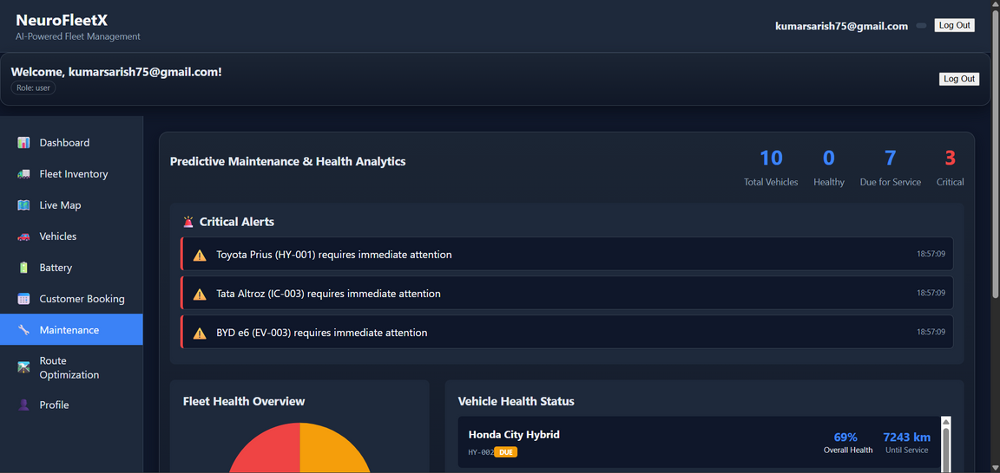 NeuroFleetX
AI-Powered Fleet Management
kumarsarish75@gmail.com
Log Out
Welcome, kumarsarish75@gmail.com!
Role: user
Log Out
Dashboard
Fleet Inventory
Live Map
Vehicles
Battery
Customer Booking
Maintenance
Route
Optimization
Profile
Predictive Maintenance & Health Analytics
10
Total Vehicles
0
Healthy
7
Due for Service
3
Critical
Critical Alerts
Toyota Prius (HY-001) requires immediate attention
18:57:09
Tata Altroz (IC-003) requires immediate attention
18:57:09
BYD e6 (EV-003) requires immediate attention
18:57:09
Fleet Health Overview
Vehicle Health Status
Honda City Hybrid
HY-002 DUE
69%
Overall Health
7243 km
Until Service